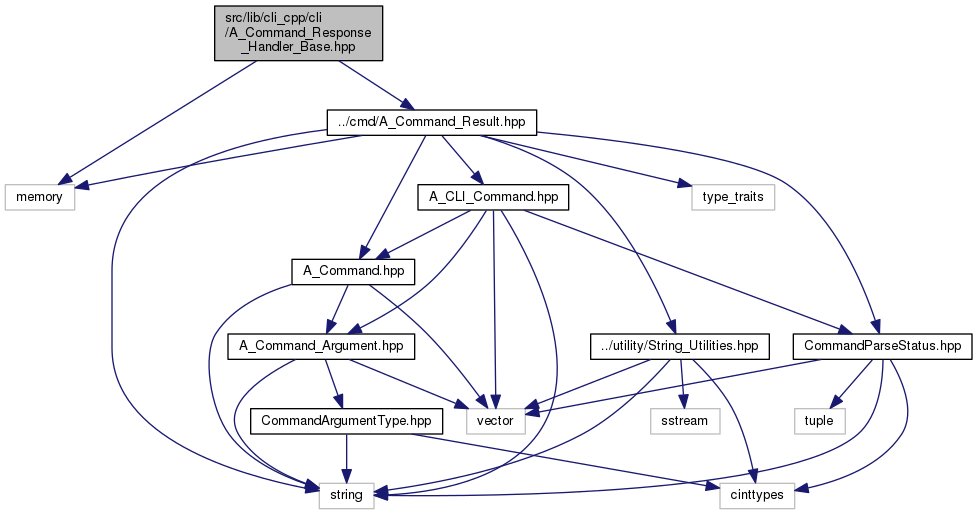 src/lib/cli_cpp/cli
/A_Command_Response
_Handler_Base.hpp
../cmd/A_Command_Result.hpp
memory
A_CLI_Command.hpp
type_traits
A_Command.hpp
A_Command_Argument.hpp
../utility/String_Utilities.hpp
CommandParseStatus.hpp
CommandArgumentType.hpp
vector
sstream
tuple
string
cinttypes